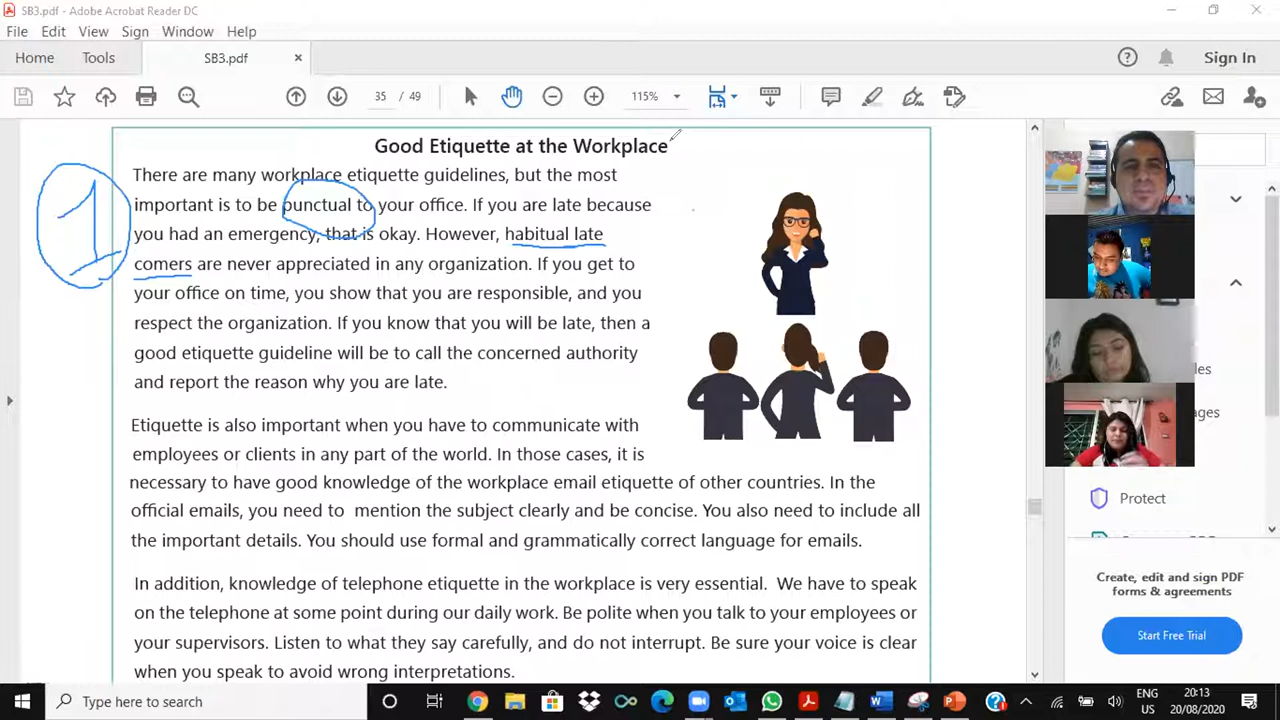 SB3.pdf - Adobe Acrobat Reader DC
File Edit View Sign Window Help
Home Tools SB3.pdf × Sign In
35 / 49 115%
Good Etiquette at the Workplace
There are many workplace etiquette guidelines, but the most
important is to be punctual to your office. If you are late because
you had an emergency, that is okay. However, habitual late
comers are never appreciated in any organization. If you get to
your office on time, you show that you are responsible, and you
respect the organization. If you know that you will be late, then a
good etiquette guideline will be to call the concerned authority
and report the reason why you are late.
Etiquette is also important when you have to communicate with
employees or clients in any part of the world. In those cases, it is
necessary to have good knowledge of the workplace email etiquette of other countries. In the
official emails, you need to mention the subject clearly and be concise. You also need to include all
the important details. You should use formal and grammatically correct language for emails.
In addition, knowledge of telephone etiquette in the workplace is very essential. We have to speak
on the telephone at some point during our daily work. Be polite when you talk to your employees or
your supervisors. Listen to what they say carefully, and do not interrupt. Be sure your voice is clear
when you speak to avoid wrong interpretations.
1
Protect
Create, edit and sign PDF
forms & agreements
Start Free Trial
Type here to search
ENG
US
20:13
20/08/2020